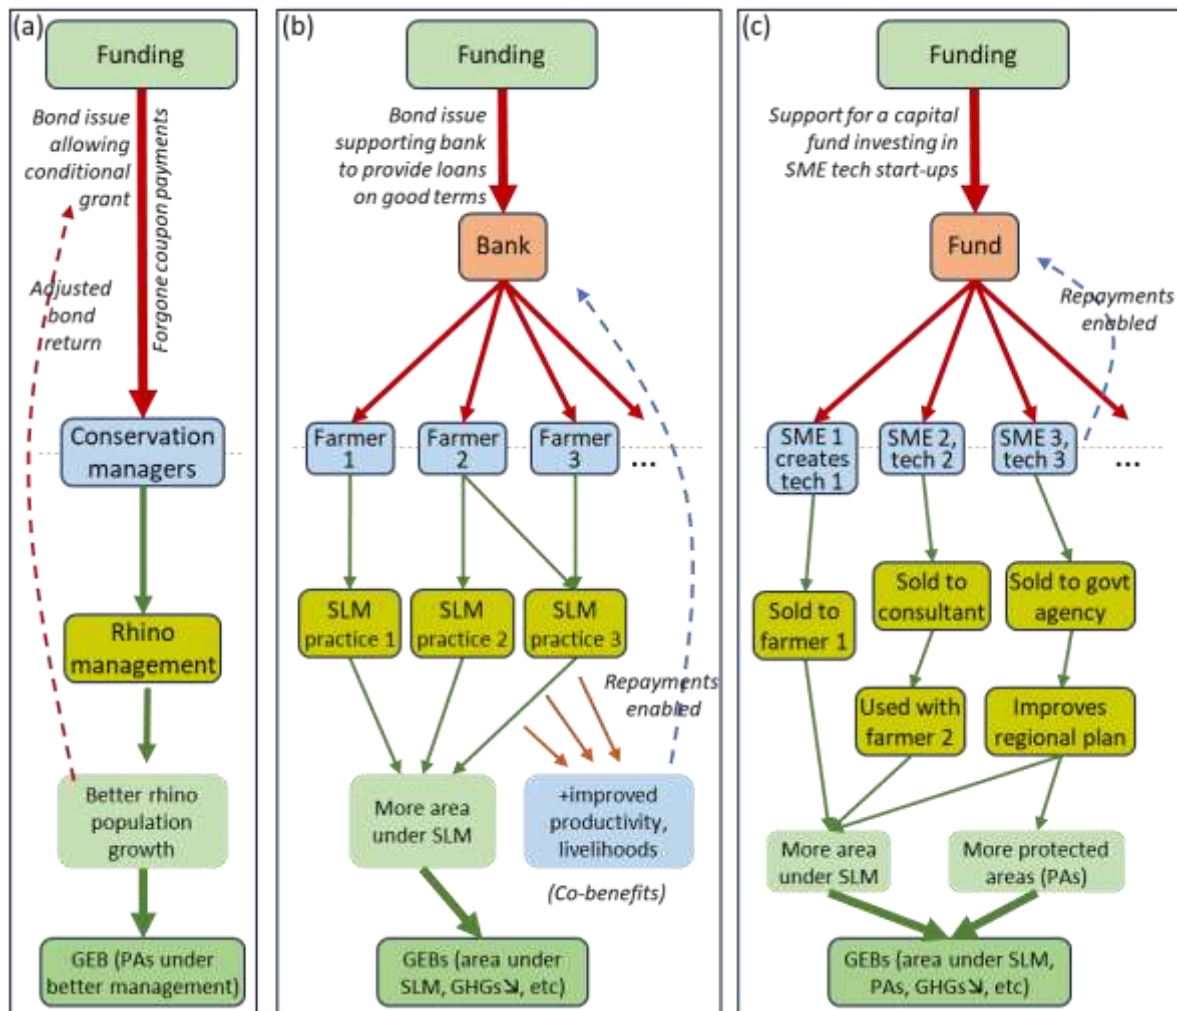 (a)
Funding
Bond issue
allowing
conditional
grant
Forgone coupon payments
Adjusted
bond
return
Conservation
managers
Rhino
management
Better rhino
population
growth
GEB (PAs under
better management)
(b)
Funding
Bond issue
supporting bank
to provide loans
on good terms
Bank
Farmer
1
Farmer
2
Farmer
3
...
SLM
practice 1
SLM
practice 2
SLM
practice 3
Repayments
enabled
More area
under SLM
+improved
productivity,
livelihoods
(Co-benefits)
GEBs (area under
SLM, GHGs↘, etc)
(c)
Funding
Support for a capital
fund investing in
SME tech start-ups
Fund
Repayments
enabled
SME 1
creates
tech 1
SME 2,
tech 2
SME 3,
tech 3
...
Sold to
farmer 1
Sold to
consultant
Sold to govt
agency
Used with
farmer 2
Improves
regional plan
More area
under SLM
More protected
areas (PAs)
GEBs (area under SLM,
PAs, GHGs↘, etc)